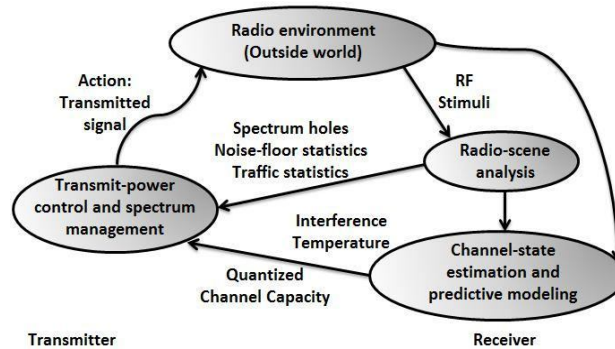 Radio environment
(Outside world)
Action:
Transmitted
signal
RF
Stimuli
Spectrum holes
Noise-floor statistics
Traffic statistics
Radio-scene
analysis
Transmit-power
control and spectrum
management
Interference
Temperature
Channel-state
estimation and
predictive modeling
Quantized
Channel Capacity
Transmitter
Receiver